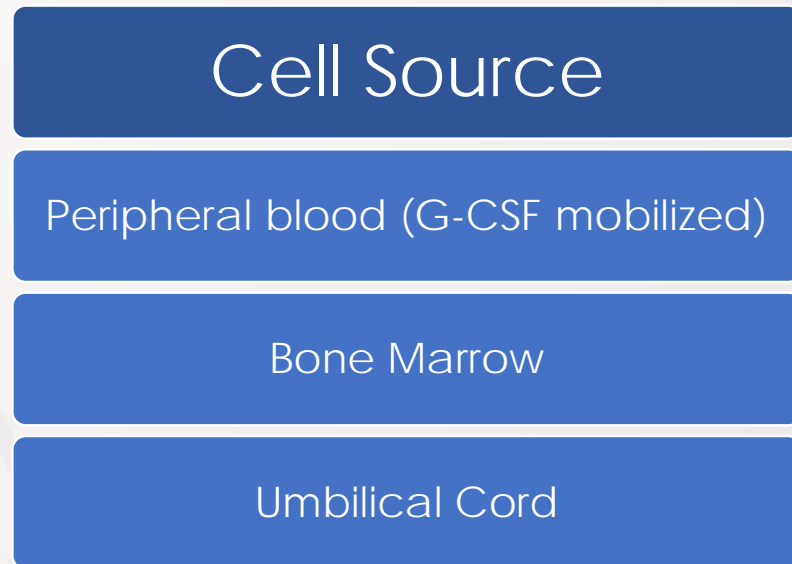 Cell Source
Peripheral blood (G-CSF mobilized)
Bone Marrow
Umbilical Cord